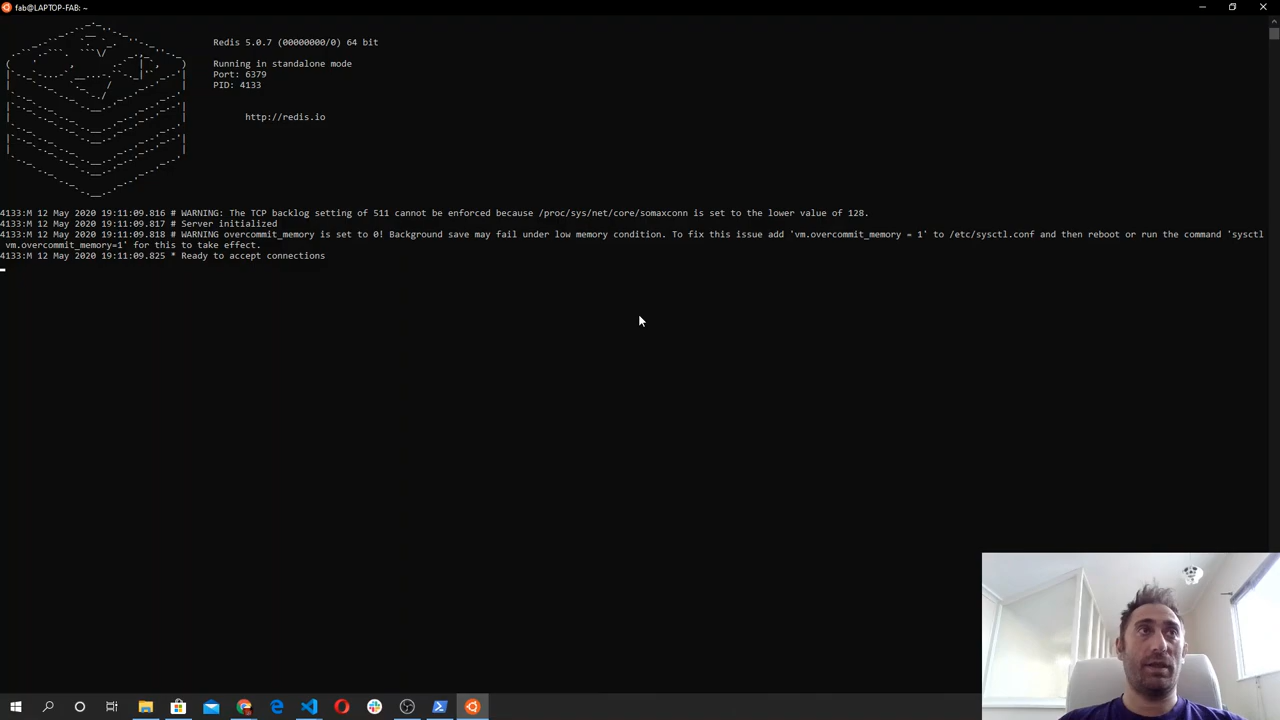 fab@LAPTOP-FAB: ~
Redis 5.0.7 (00000000/0) 64 bit
Running in standalone mode
Port: 6379
PID: 4133
http://redis.io
4133:M 12 May 2020 19:11:09.816 # WARNING: The TCP backlog setting of 511 cannot be enforced because /proc/sys/net/core/somaxconn is set to the lower value of 128.
4133:M 12 May 2020 19:11:09.817 # Server initialized
4133:M 12 May 2020 19:11:09.818 # WARNING overcommit_memory is set to 0! Background save may fail under low memory condition. To fix this issue add 'vm.overcommit_memory = 1' to /etc/sysctl.conf and then reboot or run the command 'sysctl
vm.overcommit_memory=1' for this to take effect.
4133:M 12 May 2020 19:11:09.825 * Ready to accept connections